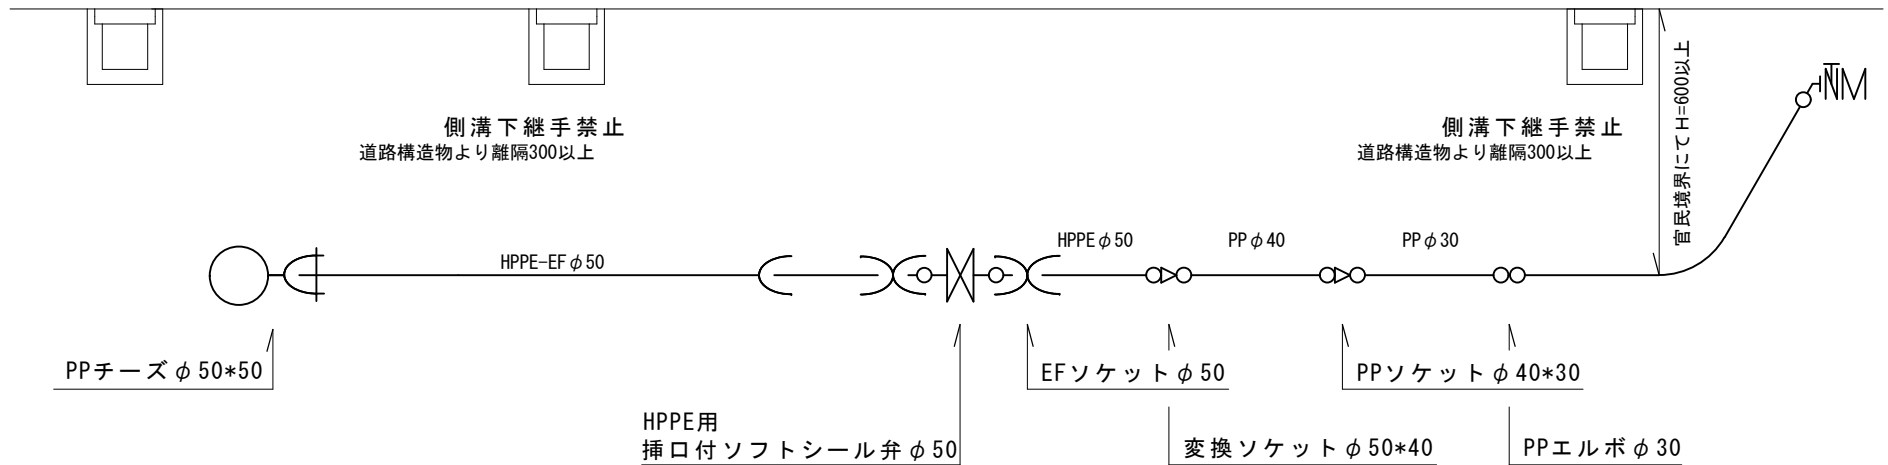 側溝下継手禁止
道路構造物より離隔300以上
側溝下継手禁止
道路構造物より離隔300以上
官民境界にてH=600以上
M
HPPE-EFφ50
HPPEφ50
PPφ40
PPφ30
PPチーズφ50*50
HPPE用
挿口付ソフトシール弁φ50
EFソケットφ50
変換ソケットφ50*40
PPソケットφ40*30
PPエルボφ30